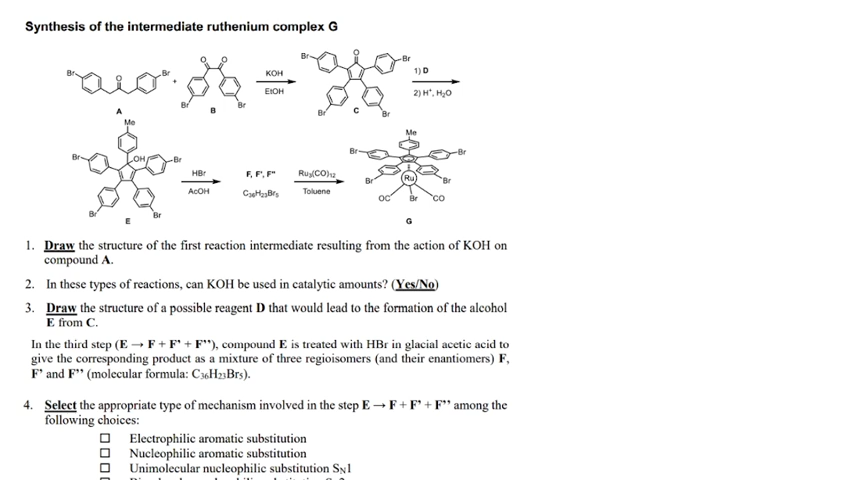 Synthesis of the intermediate ruthenium complex G
Br
O
Br
+
O O
Br Br
KOH
EtOH
Br
O
Br
Br
Br
1) D
2) H⁺, H₂O
A
B
C
Me
Br
OH
Br
Br
Br
E
HBr
AcOH
F, F', F"
C₃₆H₂₃Br₅
Ru₃(CO)₁₂
Toluene
Me
Br
Br
Br
Ru
Br
OC
Br
CO
G
1. Draw the structure of the first reaction intermediate resulting from the action of KOH on
compound A.
2. In these types of reactions, can KOH be used in catalytic amounts? (Yes/No)
3. Draw the structure of a possible reagent D that would lead to the formation of the alcohol
E from C.
In the third step (E → F + F' + F''), compound E is treated with HBr in glacial acetic acid to
give the corresponding product as a mixture of three regioisomers (and their enantiomers) F,
F' and F'' (molecular formula: C₃₆H₂₃Br₅).
4. Select the appropriate type of mechanism involved in the step E → F + F' + F'' among the
following choices:
☐ Electrophilic aromatic substitution
☐ Nucleophilic aromatic substitution
☐ Unimolecular nucleophilic substitution SN1